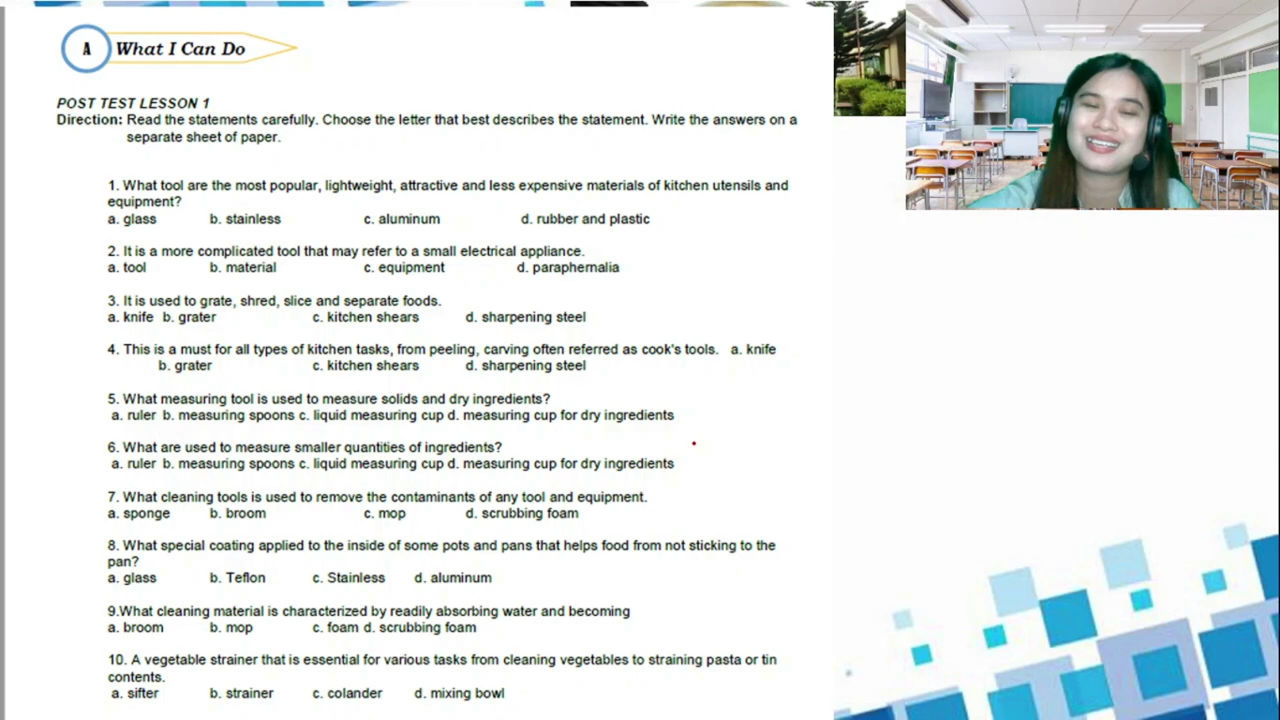 A What I Can Do
POST TEST LESSON 1
Direction: Read the statements carefully. Choose the letter that best describes the statement. Write the answers on a
separate sheet of paper.
1. What tool are the most popular, lightweight, attractive and less expensive materials of kitchen utensils and
equipment?
a. glass b. stainless c. aluminum d. rubber and plastic
2. It is a more complicated tool that may refer to a small electrical appliance.
a. tool b. material c. equipment d. paraphernalia
3. It is used to grate, shred, slice and separate foods.
a. knife b. grater c. kitchen shears d. sharpening steel
4. This is a must for all types of kitchen tasks, from peeling, carving often referred as cook's tools. a. knife
b. grater c. kitchen shears d. sharpening steel
5. What measuring tool is used to measure solids and dry ingredients?
a. ruler b. measuring spoons c. liquid measuring cup d. measuring cup for dry ingredients
6. What are used to measure smaller quantities of ingredients?
a. ruler b. measuring spoons c. liquid measuring cup d. measuring cup for dry ingredients
7. What cleaning tools is used to remove the contaminants of any tool and equipment.
a. sponge b. broom c. mop d. scrubbing foam
8. What special coating applied to the inside of some pots and pans that helps food from not sticking to the
pan?
a. glass b. Teflon c. Stainless d. aluminum
9.What cleaning material is characterized by readily absorbing water and becoming
a. broom b. mop c. foam d. scrubbing foam
10. A vegetable strainer that is essential for various tasks from cleaning vegetables to straining pasta or tin
contents.
a. sifter b. strainer c. colander d. mixing bowl